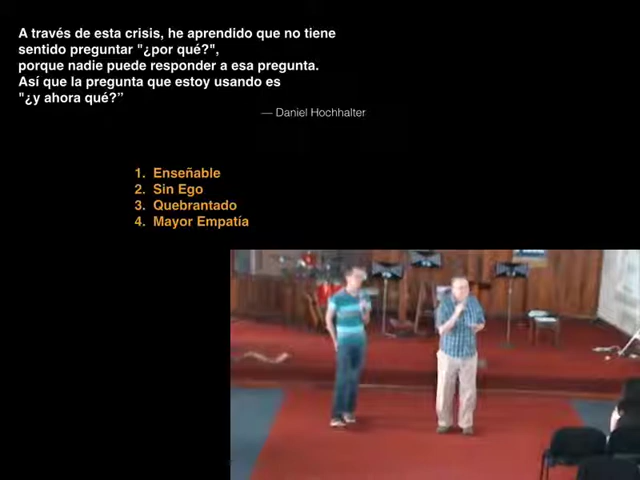 A través de esta crisis, he aprendido que no tiene
sentido preguntar "¿por qué?",
porque nadie puede responder a esa pregunta.
Así que la pregunta que estoy usando es
"¿y ahora qué?”
— Daniel Hochhalter
1. Enseñable
2. Sin Ego
3. Quebrantado
4. Mayor Empatía